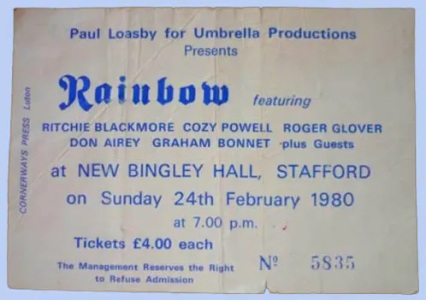 Paul Loasby for Umbrella Productions
Presents
Rainbow featuring
RITCHIE BLACKMORE COZY POWELL ROGER GLOVER
DON AIREY GRAHAM BONNET plus Guests
at NEW BINGLEY HALL, STAFFORD
on Sunday 24th February 1980
at 7.00 p.m.
Tickets £4.00 each
The Management Reserves the Right
to Refuse Admission
Nº 5835
CORNERWAYS PRESS Luton